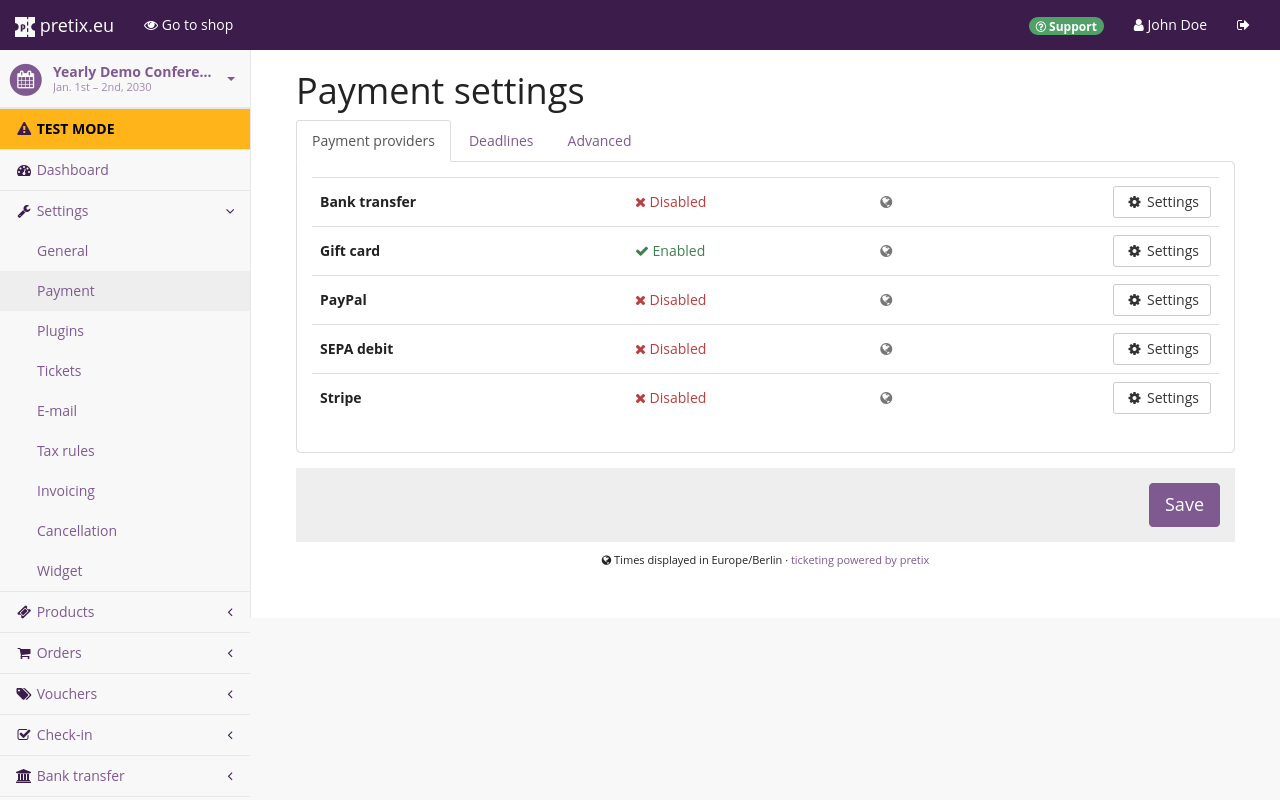 pretix.eu
Go to shop
Support
John Doe
Yearly Demo Confere...
Jan. 1st – 2nd, 2030
TEST MODE
Dashboard
Settings
General
Payment
Plugins
Tickets
E-mail
Tax rules
Invoicing
Cancellation
Widget
Products
Orders
Vouchers
Check-in
Bank transfer
Payment settings
Payment providers Deadlines Advanced
Bank transfer Disabled Settings
Gift card Enabled Settings
PayPal Disabled Settings
SEPA debit Disabled Settings
Stripe Disabled Settings
Save
Times displayed in Europe/Berlin · ticketing powered by pretix